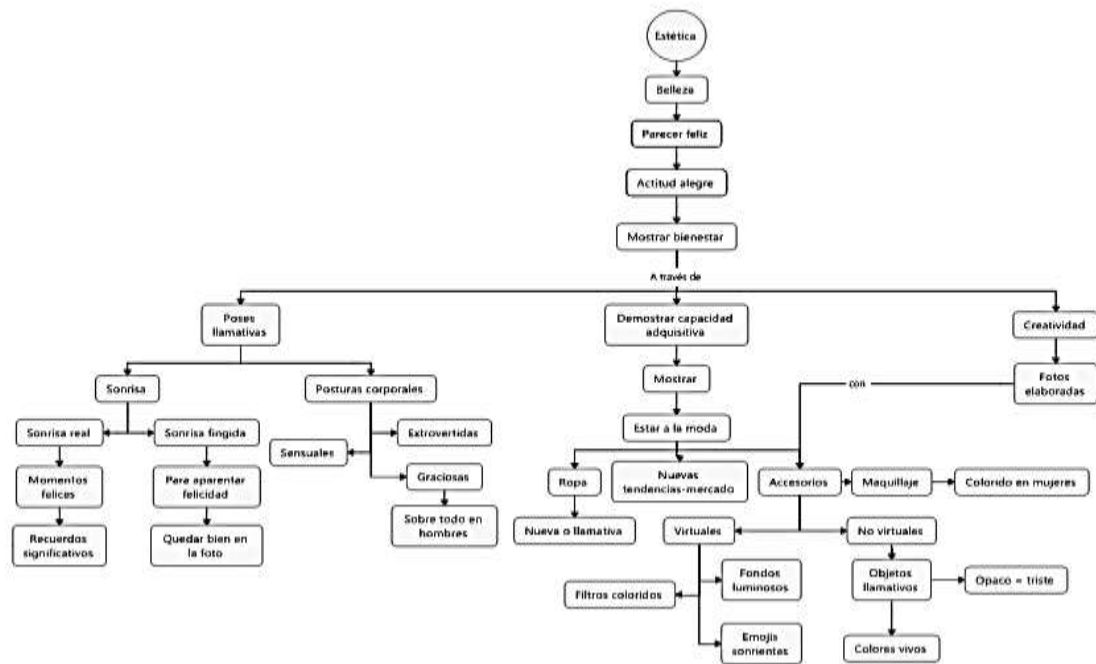 Estética
Belleza
Parecer feliz
Actitud alegre
Mostrar bienestar
A través de
Poses
llamativas
Demostrar capacidad
adquisitiva
Creatividad
Sonrisa
Posturas corporales
Mostrar
con
Fotos
elaboradas
Sonrisa real
Sonrisa fingida
Extrovertidas
Estar a la moda
Sensuales
Momentos
felices
Para aparentar
felicidad
Graciosas
Ropa
Nuevas
tendencias-mercado
Accesorios
Maquillaje
Colorido en mujeres
Recuerdos
significativos
Quedar bien en
la foto
Sobre todo en
hombres
Nueva o llamativa
Virtuales
No virtuales
Filtros coloridos
Fondos
luminosos
Objetos
llamativos
Opaco = triste
Emojis
sonrientes
Colores vivos